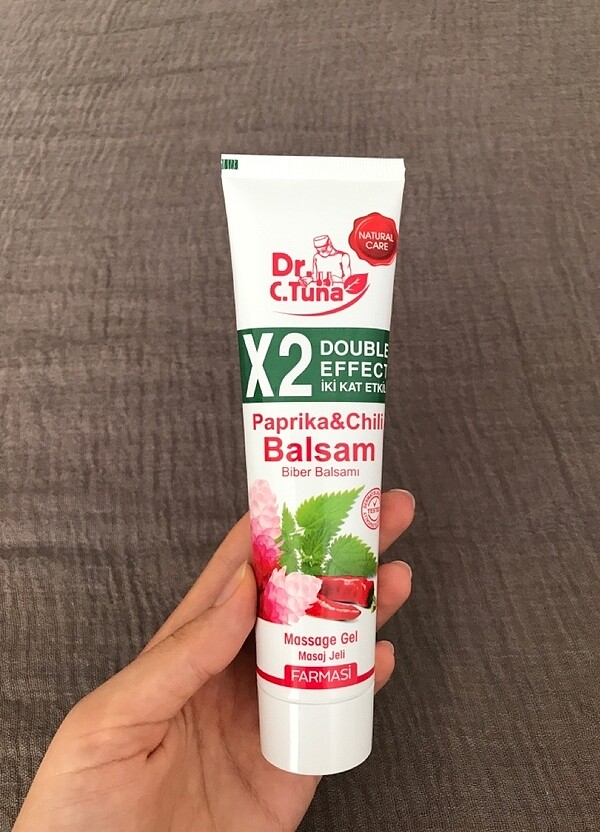 NATURAL
CARE
Dr.
C.Tuna
X2
DOUBLE
EFFECT
İKİ KAT ETKİL
Paprika&Chili
Balsam
Biber Balsamı
TESTED
Massage Gel
Masaj Jeli
FARMASi